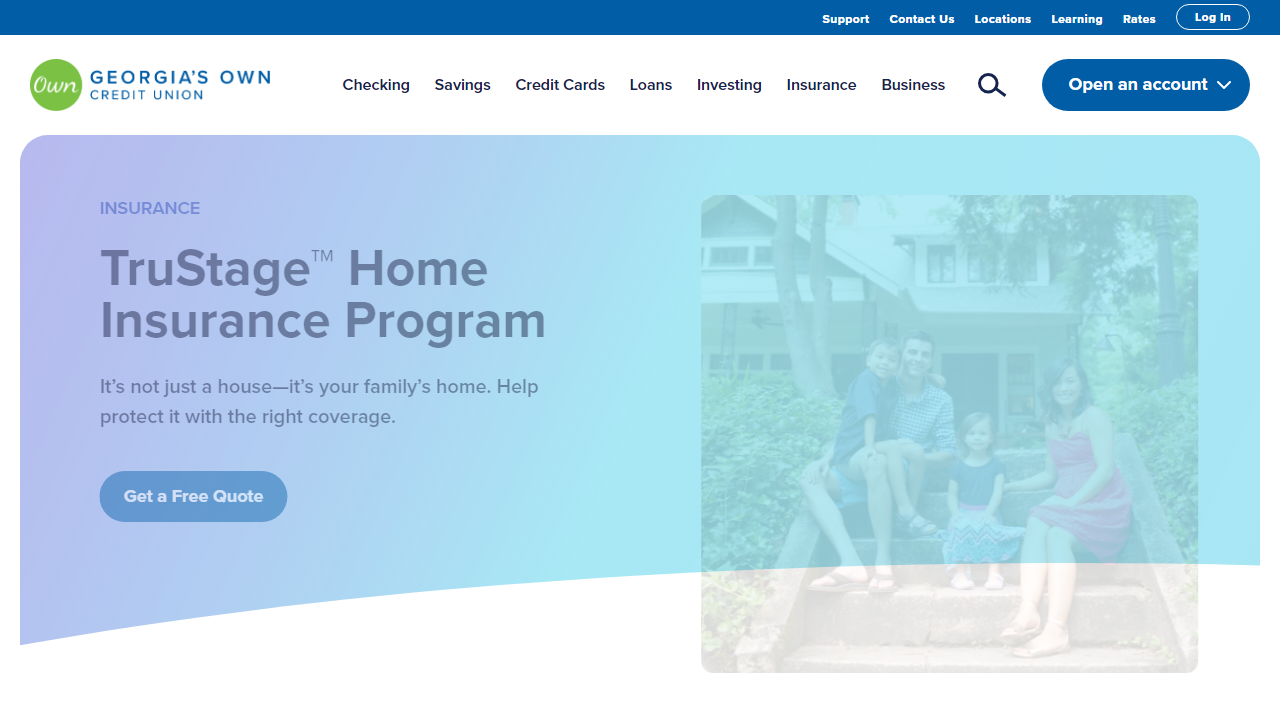 Support Contact Us Locations Learning Rates Log In
Own GEORGIA'S OWN
CREDIT UNION
Checking Savings Credit Cards Loans Investing Insurance Business Open an account
INSURANCE
TruStage™ Home
Insurance Program
It’s not just a house—it’s your family’s home. Help
protect it with the right coverage.
Get a Free Quote